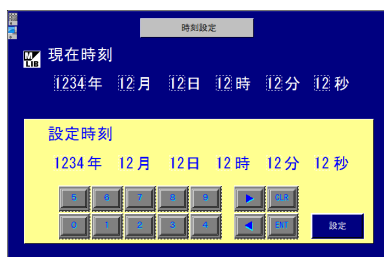 時刻設定
M LIB
現在時刻
1234年 12月 12日 12時 12分 12秒
設定時刻
1234年 12月 12日 12時 12分 12秒
5 6 7 8 9 ▶ CLR
0 1 2 3 4 ◀ ENT
設定